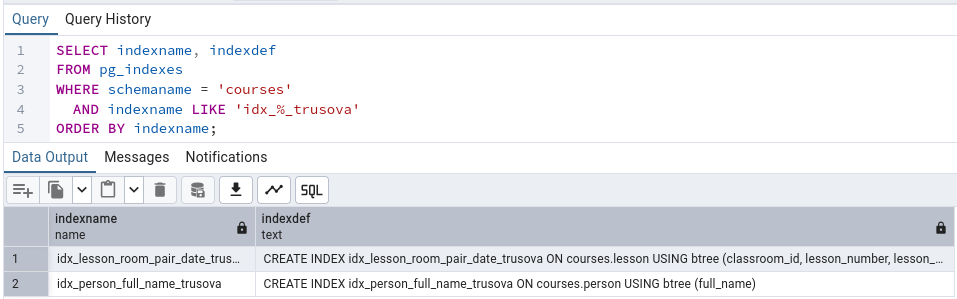 Query Query History
1 SELECT indexname, indexdef
2 FROM pg_indexes
3 WHERE schemaname = 'courses'
4 AND indexname LIKE 'idx_%_trusova'
5 ORDER BY indexname;
Data Output Messages Notifications
SQL
indexname indexdef
name text
1 idx_lesson_room_pair_date_trus... CREATE INDEX idx_lesson_room_pair_date_trusova ON courses.lesson USING btree (classroom_id, lesson_number, lesson_...
2 idx_person_full_name_trusova CREATE INDEX idx_person_full_name_trusova ON courses.person USING btree (full_name)